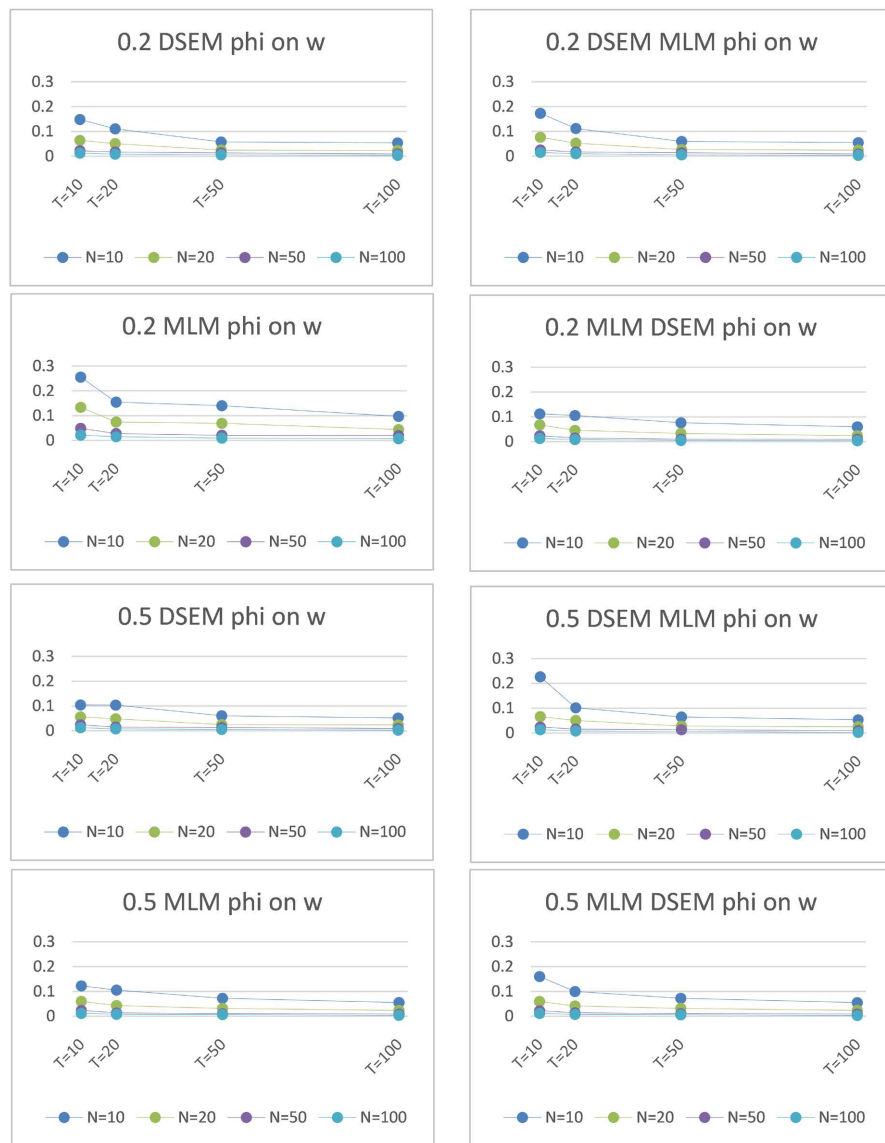 0.2 DSEM phi on w
0.3
0.2
0.1
0
T=10 T=20 T=50 T=100
N=10 N=20 N=50 N=100
0.2 DSEM MLM phi on w
0.3
0.2
0.1
0
T=10 T=20 T=50 T=100
N=10 N=20 N=50 N=100
0.2 MLM phi on w
0.3
0.2
0.1
0
T=10 T=20 T=50 T=100
N=10 N=20 N=50 N=100
0.2 MLM DSEM phi on w
0.3
0.2
0.1
0
T=10 T=20 T=50 T=100
N=10 N=20 N=50 N=100
0.5 DSEM phi on w
0.3
0.2
0.1
0
T=10 T=20 T=50 T=100
N=10 N=20 N=50 N=100
0.5 DSEM MLM phi on w
0.3
0.2
0.1
0
T=10 T=20 T=50 T=100
N=10 N=20 N=50 N=100
0.5 MLM phi on w
0.3
0.2
0.1
0
T=10 T=20 T=50 T=100
N=10 N=20 N=50 N=100
0.5 MLM DSEM phi on w
0.3
0.2
0.1
0
T=10 T=20 T=50 T=100
N=10 N=20 N=50 N=100